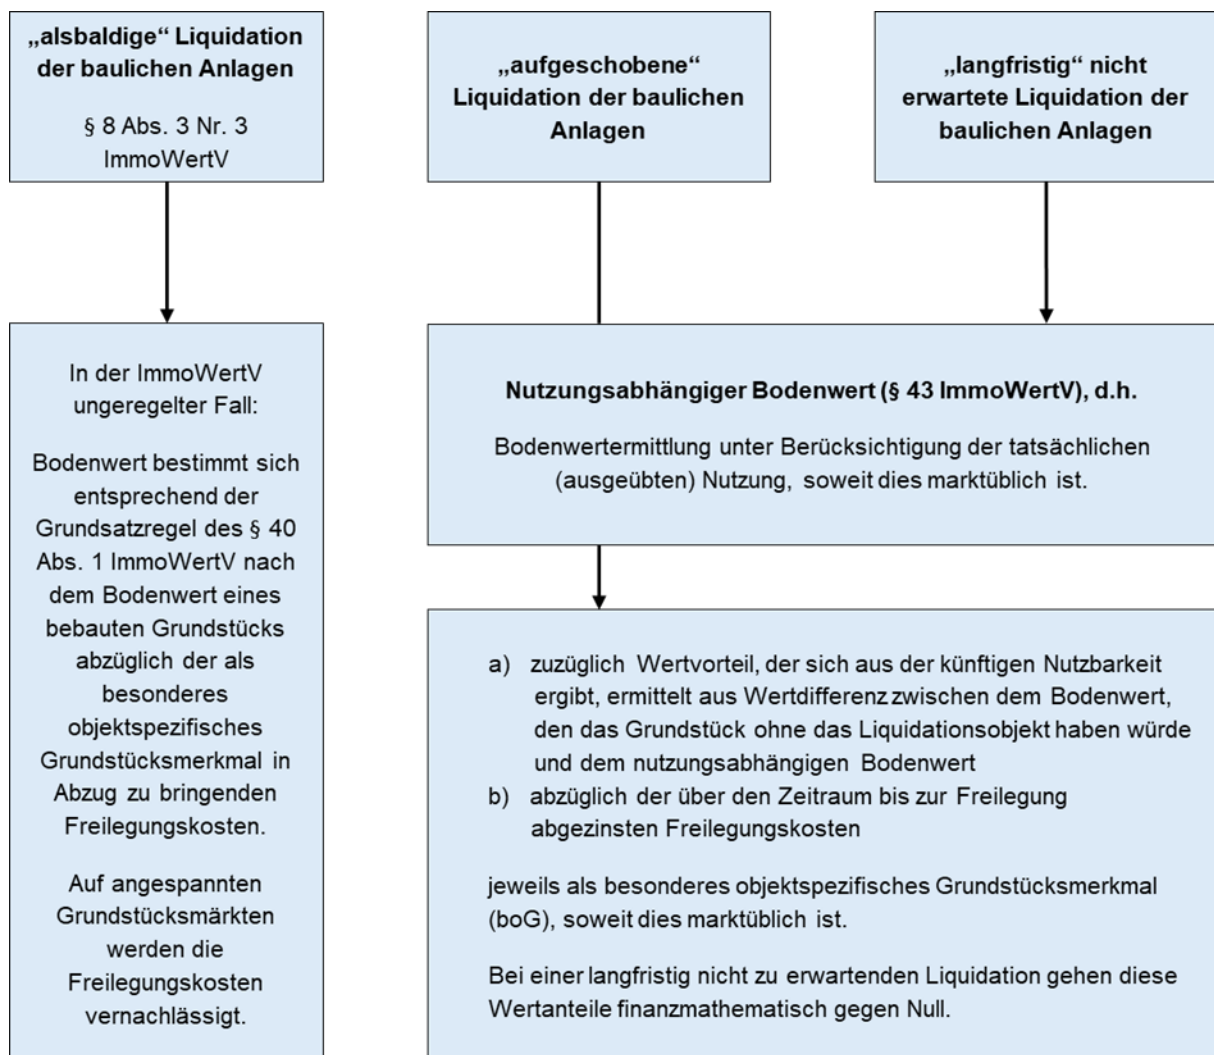 „alsbaldige“ Liquidation
der baulichen Anlagen
§ 8 Abs. 3 Nr. 3
ImmoWertV
„aufgeschobene“
Liquidation der baulichen
Anlagen
„langfristig“ nicht
erwartete Liquidation der
baulichen Anlagen
In der ImmoWertV
ungeregelter Fall:
Bodenwert bestimmt sich
entsprechend der
Grundsatzregel des § 40
Abs. 1 ImmoWertV nach
dem Bodenwert eines
bebauten Grundstücks
abzüglich der als
besonderes
objektspezifisches
Grundstücksmerkmal in
Abzug zu bringenden
Freilegungskosten.
Auf angespannten
Grundstücksmärkten
werden die
Freilegungskosten
vernachlässigt.
Nutzungsabhängiger Bodenwert (§ 43 ImmoWertV), d.h.
Bodenwertermittlung unter Berücksichtigung der tatsächlichen
(ausgeübten) Nutzung, soweit dies marktüblich ist.
a) zuzüglich Wertvorteil, der sich aus der künftigen Nutzbarkeit
ergibt, ermittelt aus Wertdifferenz zwischen dem Bodenwert,
den das Grundstück ohne das Liquidationsobjekt haben würde
und dem nutzungsabhängigen Bodenwert
b) abzüglich der über den Zeitraum bis zur Freilegung
abgezinsten Freilegungskosten
jeweils als besonderes objektspezifisches Grundstücksmerkmal
(boG), soweit dies marktüblich ist.
Bei einer langfristig nicht zu erwartenden Liquidation gehen diese
Wertanteile finanzmathematisch gegen Null.